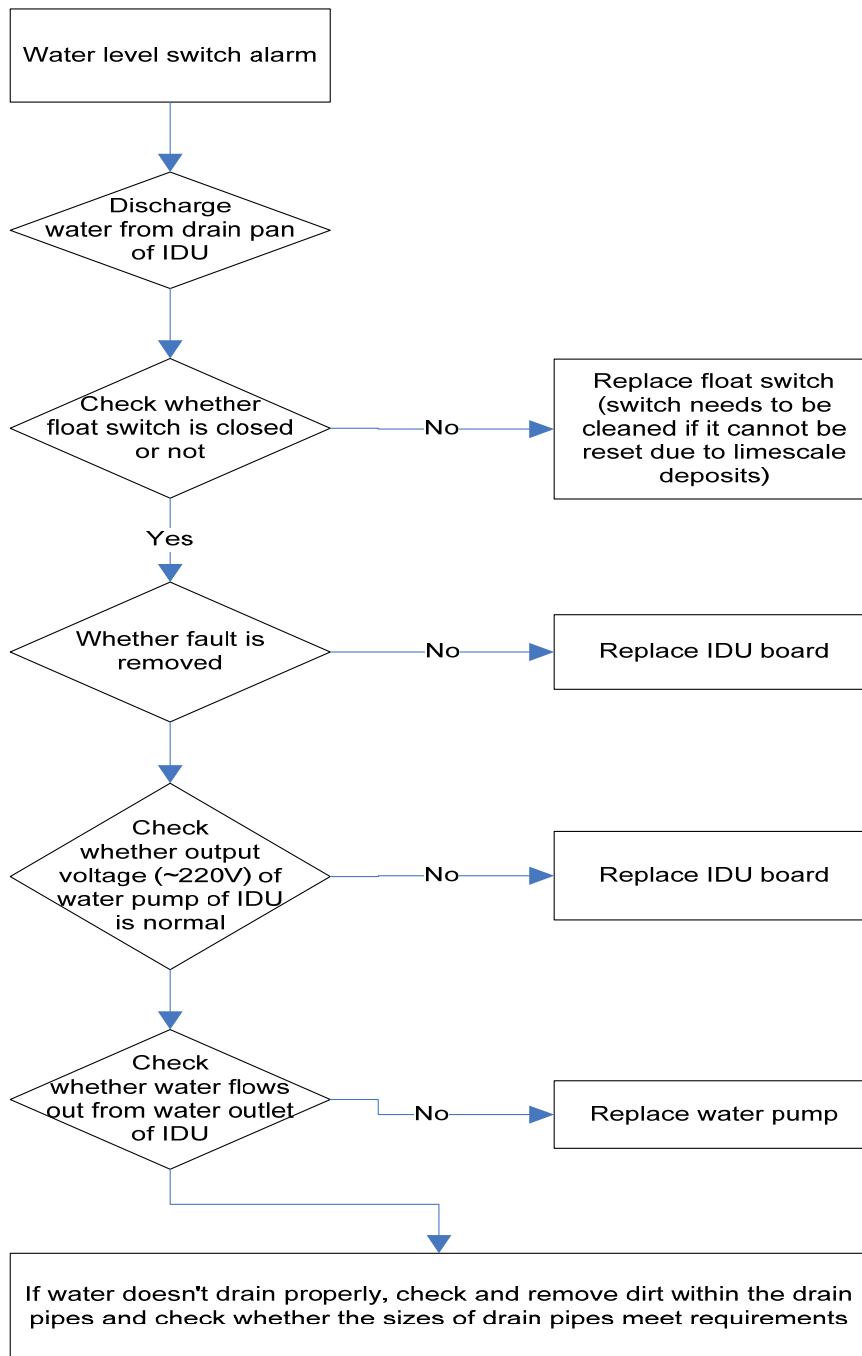 Water level switch alarm
Discharge
water from drain pan
of IDU
Check whether
float switch is closed
or not
No
Replace float switch
(switch needs to be
cleaned if it cannot be
reset due to limescale
deposits)
Yes
Whether fault is
removed
No
Replace IDU board
Check
whether output
voltage (~220V) of
water pump of IDU
is normal
No
Replace IDU board
Check
whether water flows
out from water outlet
of IDU
No
Replace water pump
If water doesn't drain properly, check and remove dirt within the drain
pipes and check whether the sizes of drain pipes meet requirements